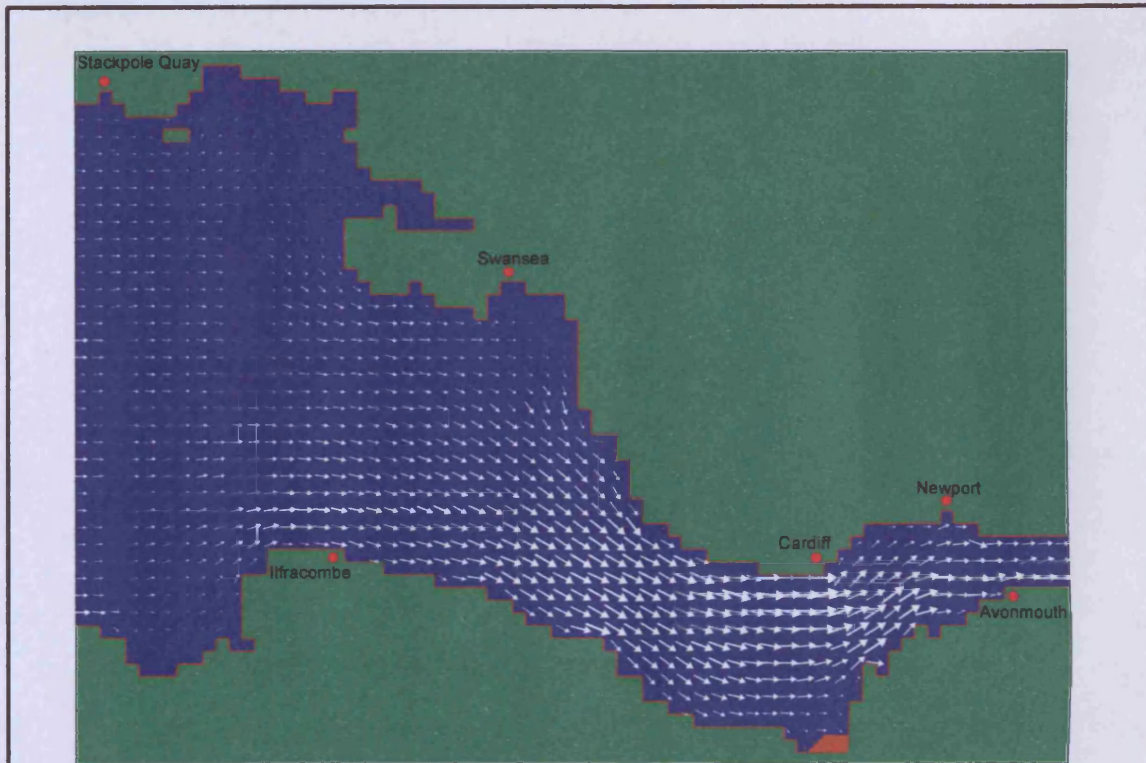 Stackpole Quay
Swansea
Newport
Cardiff
Ilfracombe
Avonmouth